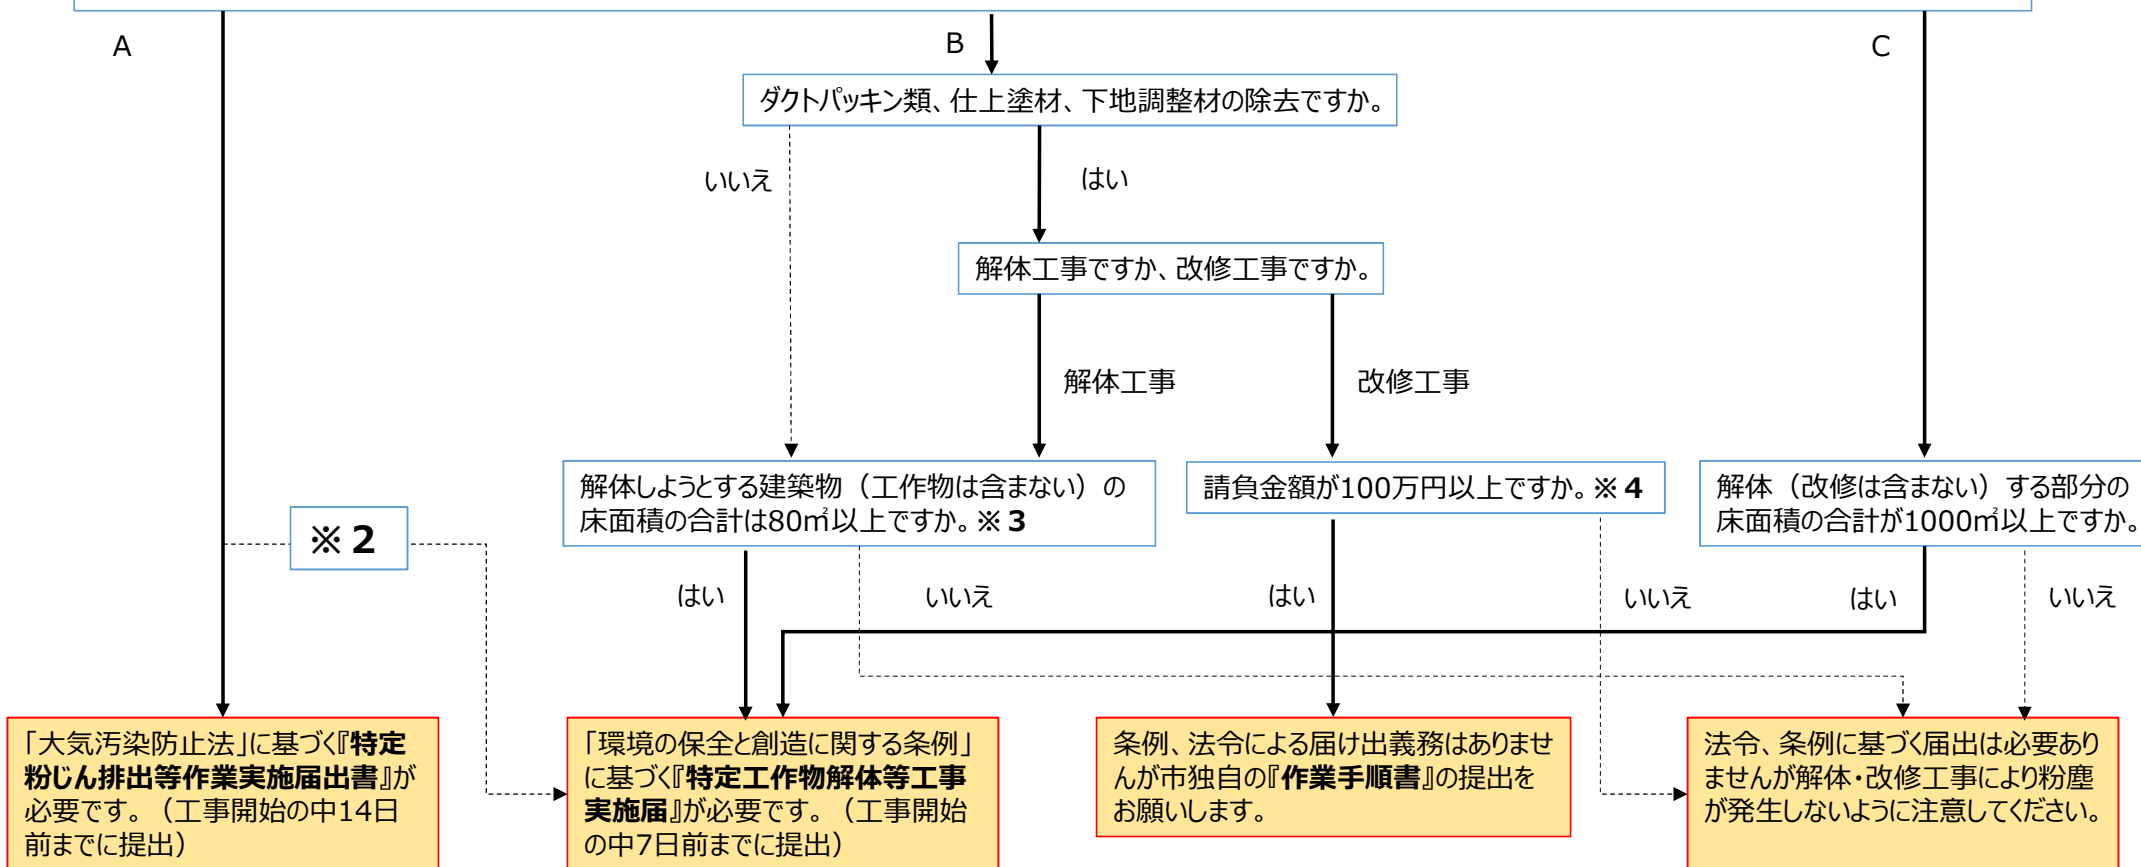 A
B
C
ダクトパッキン類、仕上塗材、下地調整材の除去ですか。
いいえ
はい
解体工事ですか、改修工事ですか。
解体工事
改修工事
※２
解体しようとする建築物（工作物は含まない）の
床面積の合計は80㎡以上ですか。※３
請負金額が100万円以上ですか。※４
解体（改修は含まない）する部分の
床面積の合計が1000㎡以上ですか。
はい
いいえ
はい
いいえ
はい
いいえ
「大気汚染防止法」に基づく『特定
粉じん排出等作業実施届出書』が
必要です。（工事開始の中14日
前までに提出）
「環境の保全と創造に関する条例」
に基づく『特定工作物解体等工事
実施届』が必要です。（工事開始
の中7日前までに提出）
条例、法令による届け出義務はありませ
んが市独自の『作業手順書』の提出を
お願いします。
法令、条例に基づく届出は必要あり
ませんが解体・改修工事により粉塵
が発生しないように注意してください。